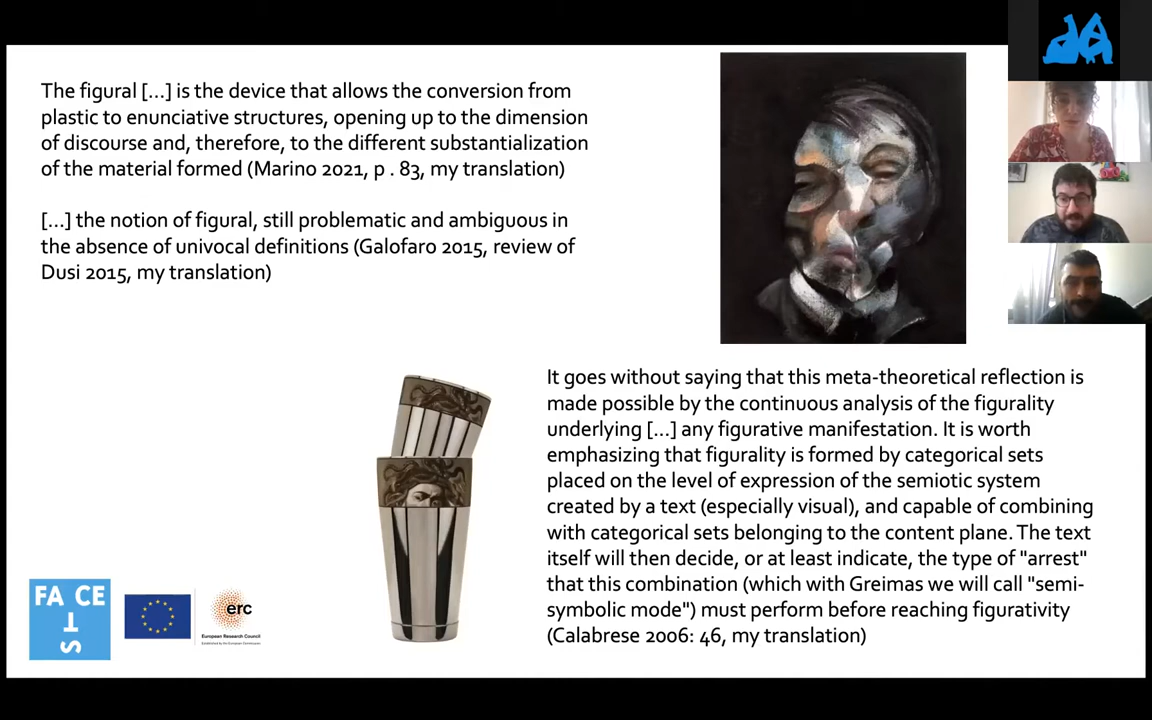 The figural [...] is the device that allows the conversion from
plastic to enunciative structures, opening up to the dimension
of discourse and, therefore, to the different substantialization
of the material formed (Marino 2021, p . 83, my translation)
[...] the notion of figural, still problematic and ambiguous in
the absence of univocal definitions (Galofaro 2015, review of
Dusi 2015, my translation)
It goes without saying that this meta-theoretical reflection is
made possible by the continuous analysis of the figurality
underlying [...] any figurative manifestation. It is worth
emphasizing that figurality is formed by categorical sets
placed on the level of expression of the semiotic system
created by a text (especially visual), and capable of combining
with categorical sets belonging to the content plane. The text
itself will then decide, or at least indicate, the type of "arrest"
that this combination (which with Greimas we will call "semi-
symbolic mode") must perform before reaching figurativity
(Calabrese 2006: 46, my translation)
FA CE
T
S
erc
European Research Council
Established by the European Commission